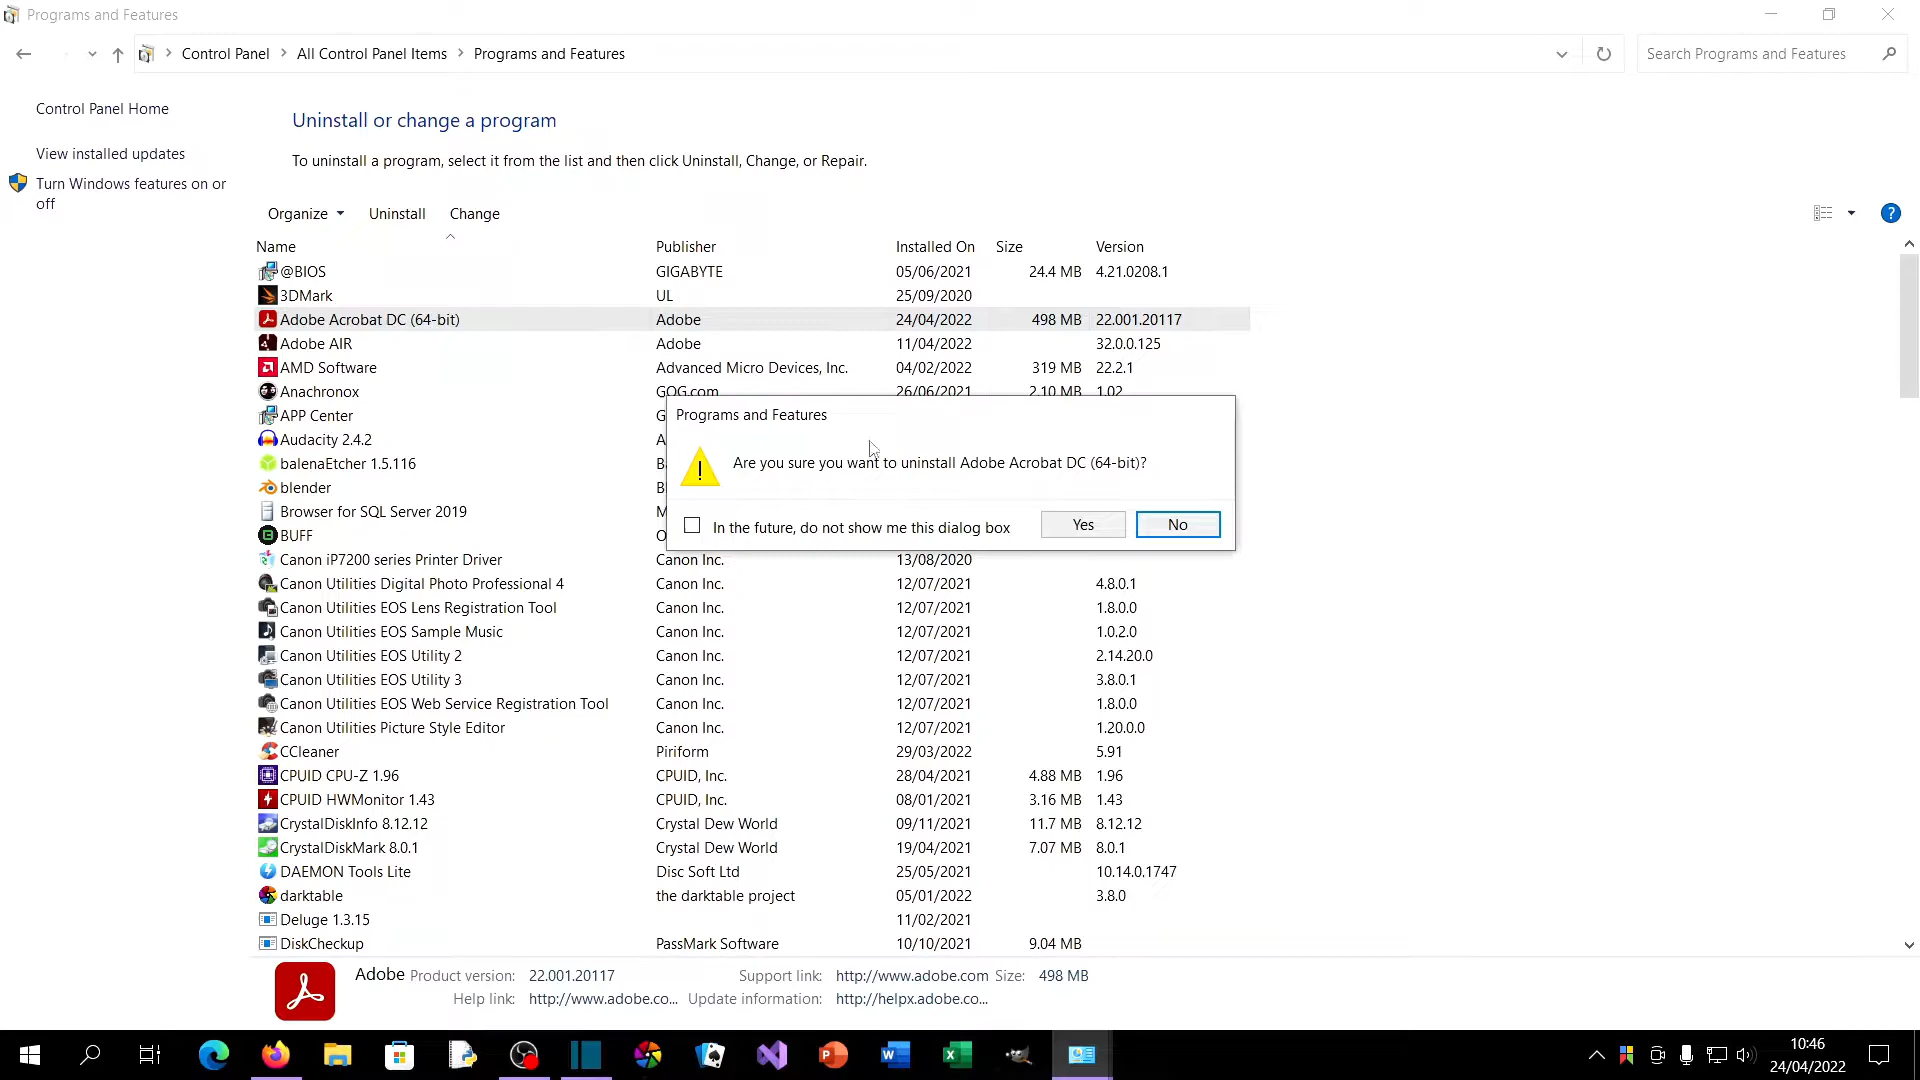 Programs and Features
Control Panel > All Control Panel Items > Programs and Features
Search Programs and Features
Control Panel Home
View installed updates
Turn Windows features on or
off
Uninstall or change a program
To uninstall a program, select it from the list and then click Uninstall, Change, or Repair.
Organize Uninstall Change
Name Publisher Installed On Size Version
@BIOS GIGABYTE 05/06/2021 24.4 MB 4.21.0208.1
3DMark UL 25/09/2020
Adobe Acrobat DC (64-bit) Adobe 24/04/2022 498 MB 22.001.20117
Adobe AIR Adobe 11/04/2022 32.0.0.125
AMD Software Advanced Micro Devices, Inc. 04/02/2022 319 MB 22.2.1
Anachronox GOG.com 26/06/2021 2.10 MB 1.02
APP Center G
Audacity 2.4.2 A
balenaEtcher 1.5.116 Ba
blender B
Browser for SQL Server 2019 M
BUFF O
Programs and Features
Are you sure you want to uninstall Adobe Acrobat DC (64-bit)?
In the future, do not show me this dialog box Yes No
Canon iP7200 series Printer Driver Canon Inc. 13/08/2020
Canon Utilities Digital Photo Professional 4 Canon Inc. 12/07/2021 4.8.0.1
Canon Utilities EOS Lens Registration Tool Canon Inc. 12/07/2021 1.8.0.0
Canon Utilities EOS Sample Music Canon Inc. 12/07/2021 1.0.2.0
Canon Utilities EOS Utility 2 Canon Inc. 12/07/2021 2.14.20.0
Canon Utilities EOS Utility 3 Canon Inc. 12/07/2021 3.8.0.1
Canon Utilities EOS Web Service Registration Tool Canon Inc. 12/07/2021 1.8.0.0
Canon Utilities Picture Style Editor Canon Inc. 12/07/2021 1.20.0.0
CCleaner Piriform 29/03/2022 5.91
CPUID CPU-Z 1.96 CPUID, Inc. 28/04/2021 4.88 MB 1.96
CPUID HWMonitor 1.43 CPUID, Inc. 08/01/2021 3.16 MB 1.43
CrystalDiskInfo 8.12.12 Crystal Dew World 09/11/2021 11.7 MB 8.12.12
CrystalDiskMark 8.0.1 Crystal Dew World 19/04/2021 7.07 MB 8.0.1
DAEMON Tools Lite Disc Soft Ltd 25/05/2021 10.14.0.1747
darktable the darktable project 05/01/2022 3.8.0
Deluge 1.3.15 11/02/2021
DiskCheckup PassMark Software 10/10/2021 9.04 MB
Adobe Product version: 22.001.20117 Support link: http://www.adobe.com Size: 498 MB
Help link: http://www.adobe.co... Update information: http://helpx.adobe.co...
10:46
24/04/2022